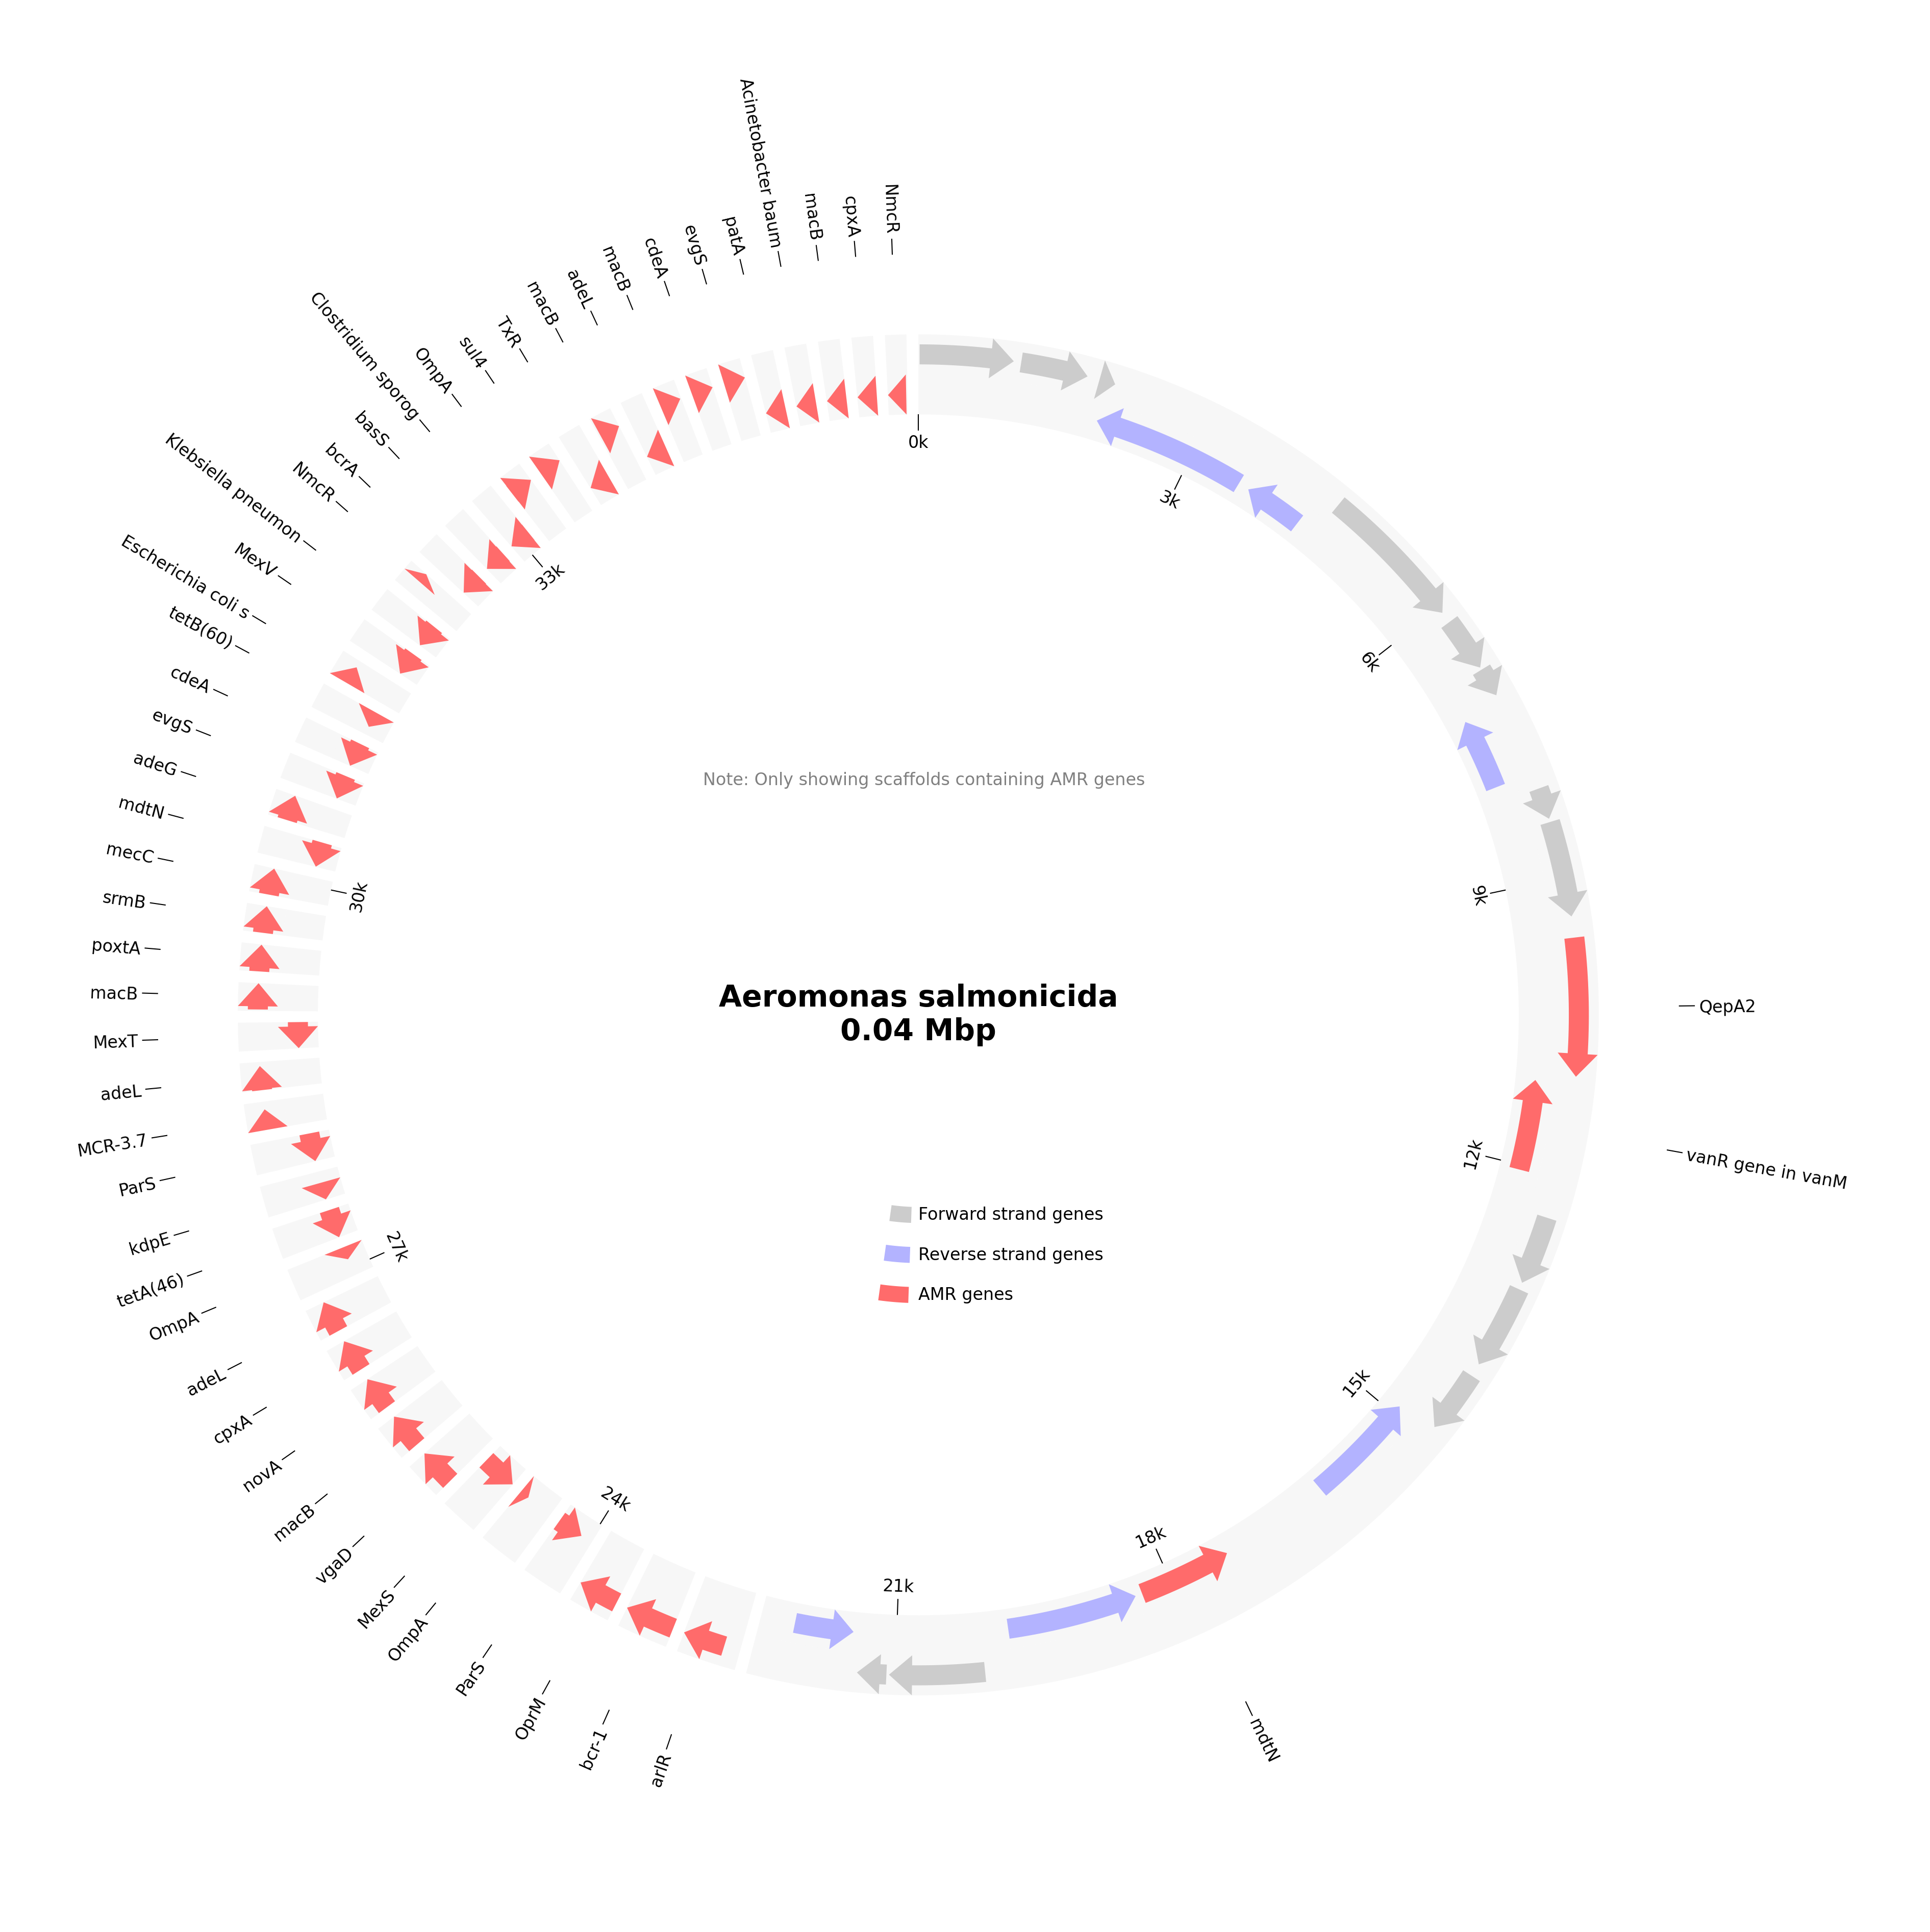 Acinetobacter baum
macB
cpxA
NmcR
patA
evgS
cdeA
macB
adeL
macB
TxR
sul4
OmpA
Clostridium sporog
basS
bcrA
NmcR
Klebsiella pneumon
MexV
Escherichia coli s
tetB(60)
cdeA
evgS
adeG
mdtN
mecC
srmB
poxtA
macB
MexT
adeL
MCR-3.7
ParS
kdpE
tetA(46)
OmpA
adeL
cpxA
novA
macB
vgaD
MexS
OmpA
ParS
OprM
bcr-1
arlR
mdtN
vanR gene in vanM
QepA2
0k
3k
6k
9k
12k
15k
18k
21k
24k
27k
30k
33k
Note: Only showing scaffolds containing AMR genes
Aeromonas salmonicida
0.04 Mbp
Forward strand genes
Reverse strand genes
AMR genes